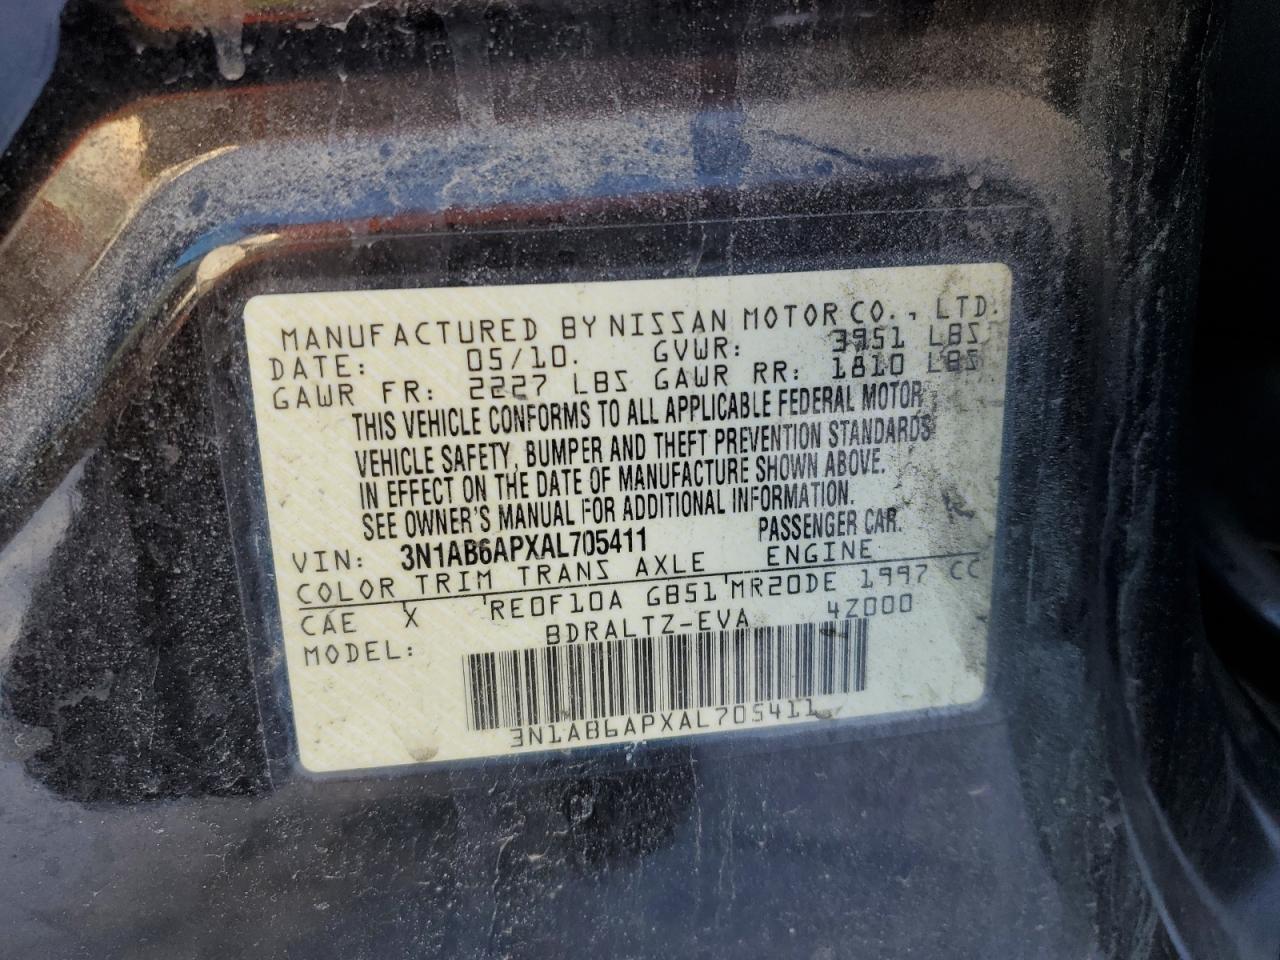 MANUFACTURED BY NISSAN MOTOR CO., LTD.
DATE: 05/10. GVWR: 3951 LBS
GAWR FR: 2227 LBS GAWR RR: 1810 LBS
THIS VEHICLE CONFORMS TO ALL APPLICABLE FEDERAL MOTOR
VEHICLE SAFETY, BUMPER AND THEFT PREVENTION STANDARDS
IN EFFECT ON THE DATE OF MANUFACTURE SHOWN ABOVE.
SEE OWNER'S MANUAL FOR ADDITIONAL INFORMATION.
VIN: 3N1AB6APXAL705411 PASSENGER CAR.
COLOR TRIM TRANS AXLE ENGINE
CAE X RE0F10A GB51 MR20DE 1997 CC
MODEL: BDRALTZ-EVA 4Z000
3N1AB6APXAL705411